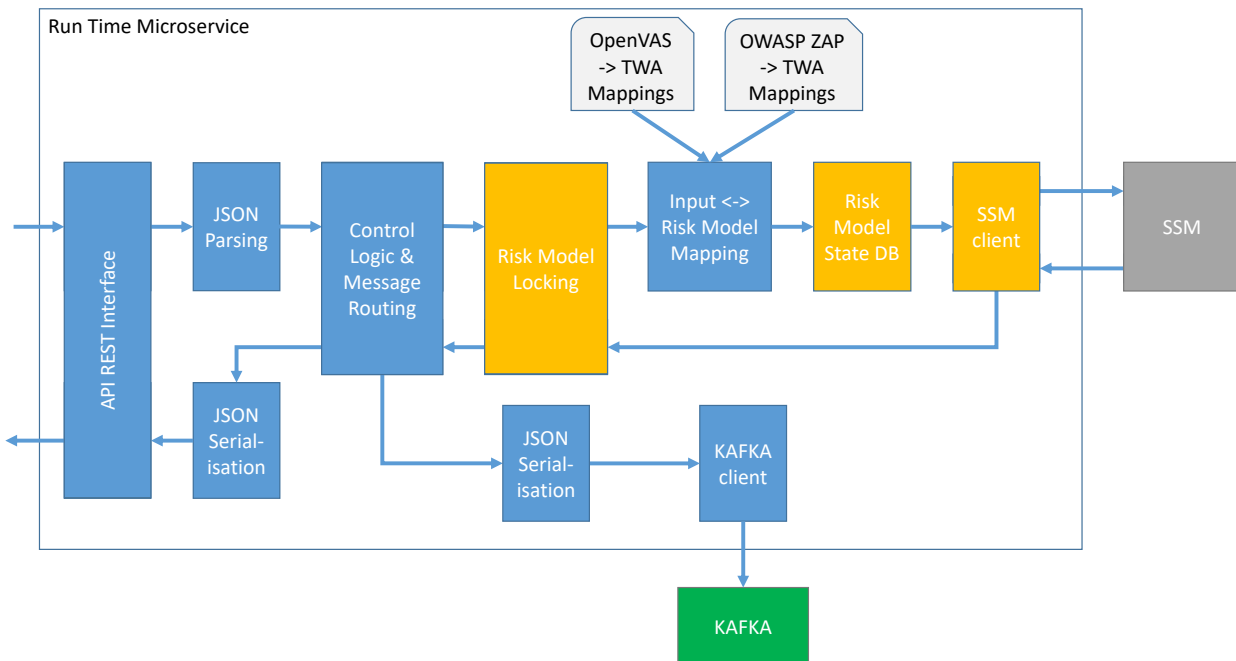 Run Time Microservice
OpenVAS
-> TWA
Mappings
OWASP ZAP
-> TWA
Mappings
API REST Interface
JSON
Parsing
Control
Logic &
Message
Routing
Risk Model
Locking
Input <->
Risk Model
Mapping
Risk
Model
State DB
SSM
client
SSM
JSON
Serial-
isation
JSON
Serial-
isation
KAFKA
client
KAFKA